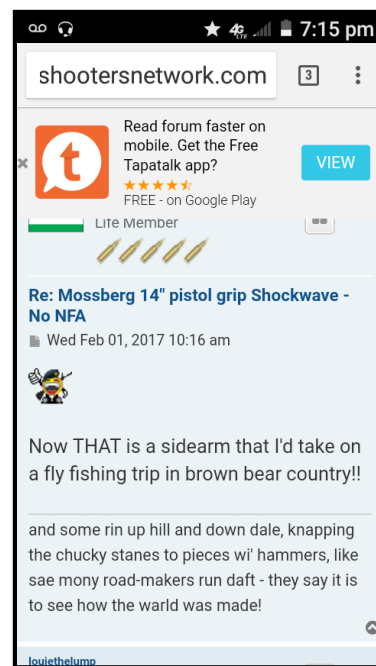 4G LTE 7:15 pm
shootersnetwork.com 3
Read forum faster on
mobile. Get the Free
Tapatalk app?
FREE - on Google Play
VIEW
t
Life Member
Re: Mossberg 14" pistol grip Shockwave -
No NFA
Wed Feb 01, 2017 10:16 am
Now THAT is a sidearm that I'd take on
a fly fishing trip in brown bear country!!
and some rin up hill and down dale, knapping
the chucky stanes to pieces wi' hammers, like
sae mony road-makers run daft - they say it is
to see how the warld was made!
louiethelump